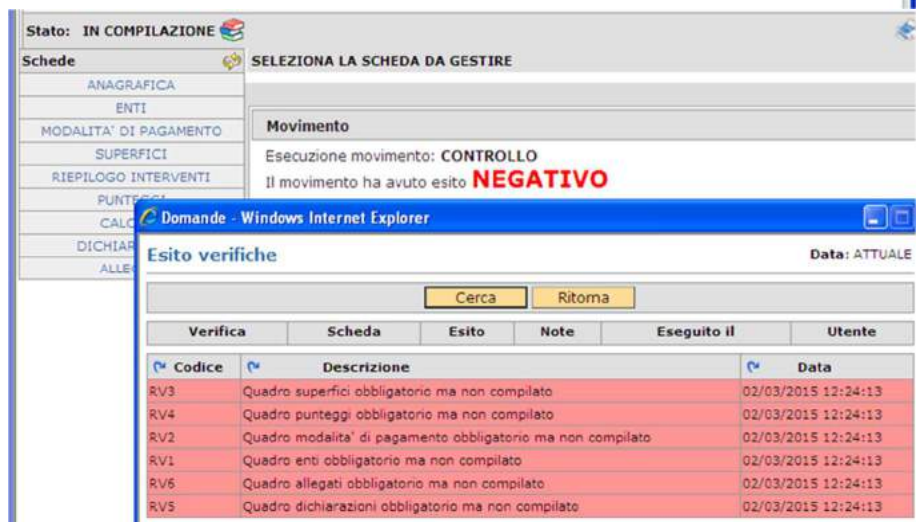 Stato: IN COMPILAZIONE
Schede
SELEZIONA LA SCHEDA DA GESTIRE
ANAGRAFICA
ENTI
MODALITA' DI PAGAMENTO
SUPERFICI
RIEPILOGO INTERVENTI
Movimento
Esecuzione movimento: CONTROLLO
Il movimento ha avuto esito NEGATIVO
Domande - Windows Internet Explorer
Esito verifiche
Data: ATTUALE
Cerca Ritorna
Verifica Scheda Esito Note Eseguito il Utente
Codice Descrizione Data
RV3 Quadro superfici obbligatorio ma non compilato 02/03/2015 12:24:13
RV4 Quadro punteggi obbligatorio ma non compilato 02/03/2015 12:24:13
RV2 Quadro modalita' di pagamento obbligatorio ma non compilato 02/03/2015 12:24:13
RV1 Quadro enti obbligatorio ma non compilato 02/03/2015 12:24:13
RV6 Quadro allegati obbligatorio ma non compilato 02/03/2015 12:24:13
RV5 Quadro dichiarazioni obbligatorio ma non compilato 02/03/2015 12:24:13